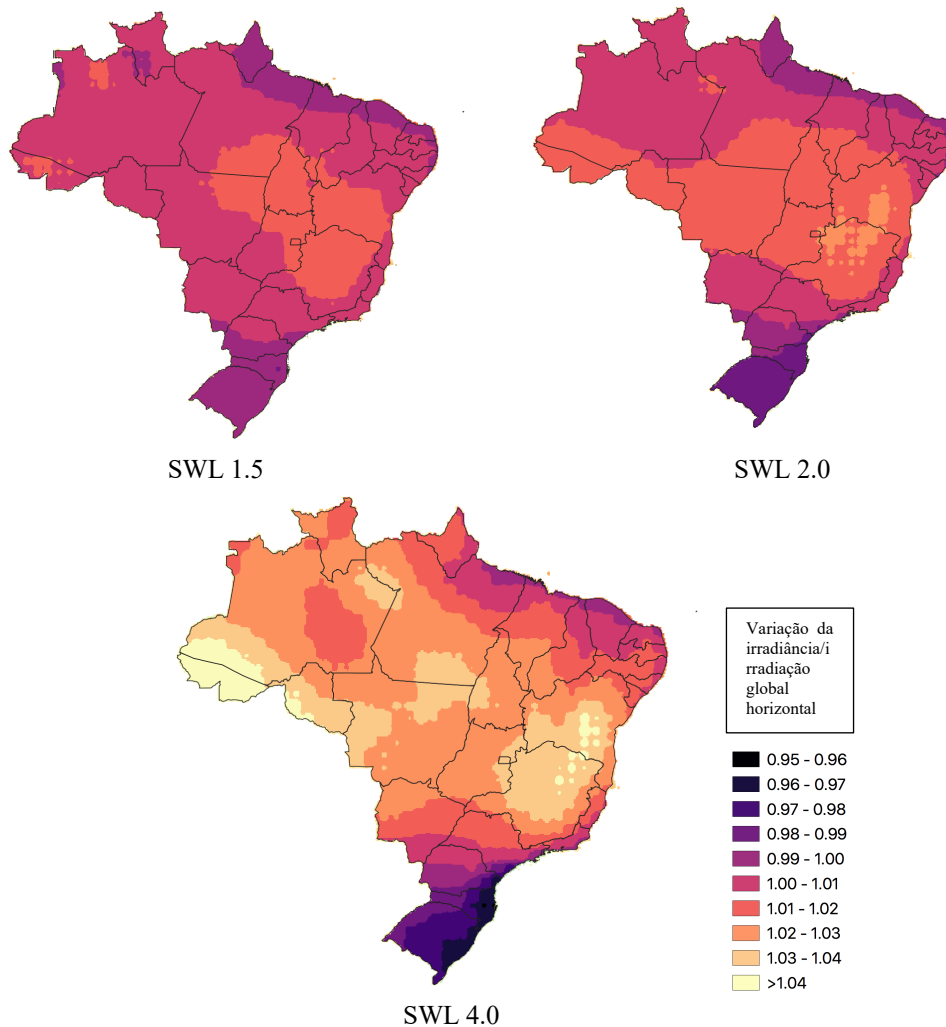 SWL 1.5
SWL 2.0
Variação da
irradiância/i
rradiação
global
horizontal
0.95 - 0.96
0.96 - 0.97
0.97 - 0.98
0.98 - 0.99
0.99 - 1.00
1.00 - 1.01
1.01 - 1.02
1.02 - 1.03
1.03 - 1.04
>1.04
SWL 4.0